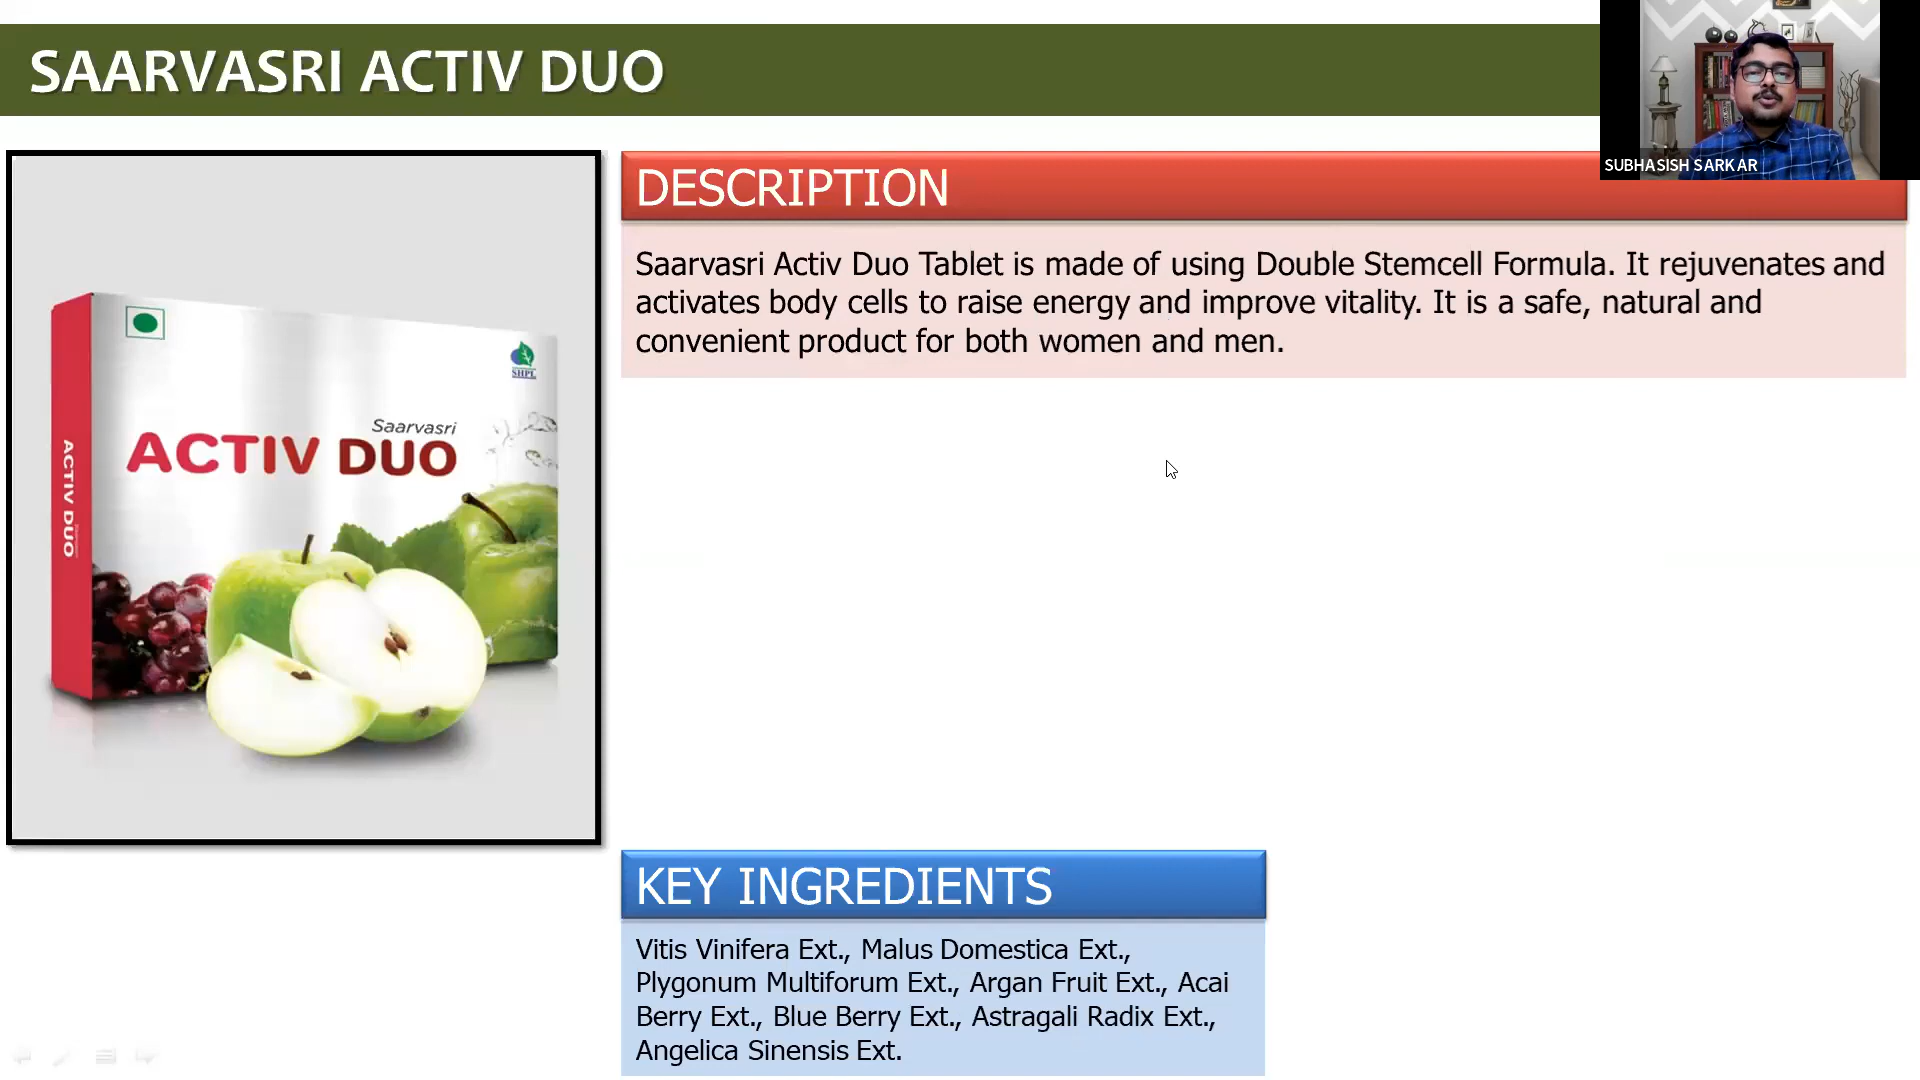 SAARVASRI ACTIV DUO
SUBHASISH SARKAR
DESCRIPTION
Saarvasri Activ Duo Tablet is made of using Double Stemcell Formula. It rejuvenates and
activates body cells to raise energy and improve vitality. It is a safe, natural and
convenient product for both women and men.
SHPL
Saarvasri
ACTIV DUO
ACTIV DUO
KEY INGREDIENTS
Vitis Vinifera Ext., Malus Domestica Ext.,
Plygonum Multiforum Ext., Argan Fruit Ext., Acai
Berry Ext., Blue Berry Ext., Astragali Radix Ext.,
Angelica Sinensis Ext.